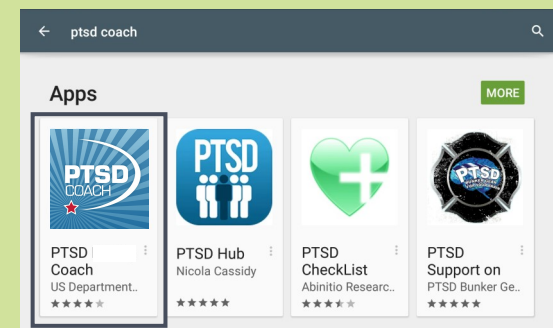 ptsd coach
Apps
MORE
PTSD
COACH
PTSD
Coach
US Department..
PTSD
PTSD Hub
Nicola Cassidy
PTSD
CheckList
Abinitio Researc..
PTSD
PTSD
Support on
PTSD Bunker Ge..